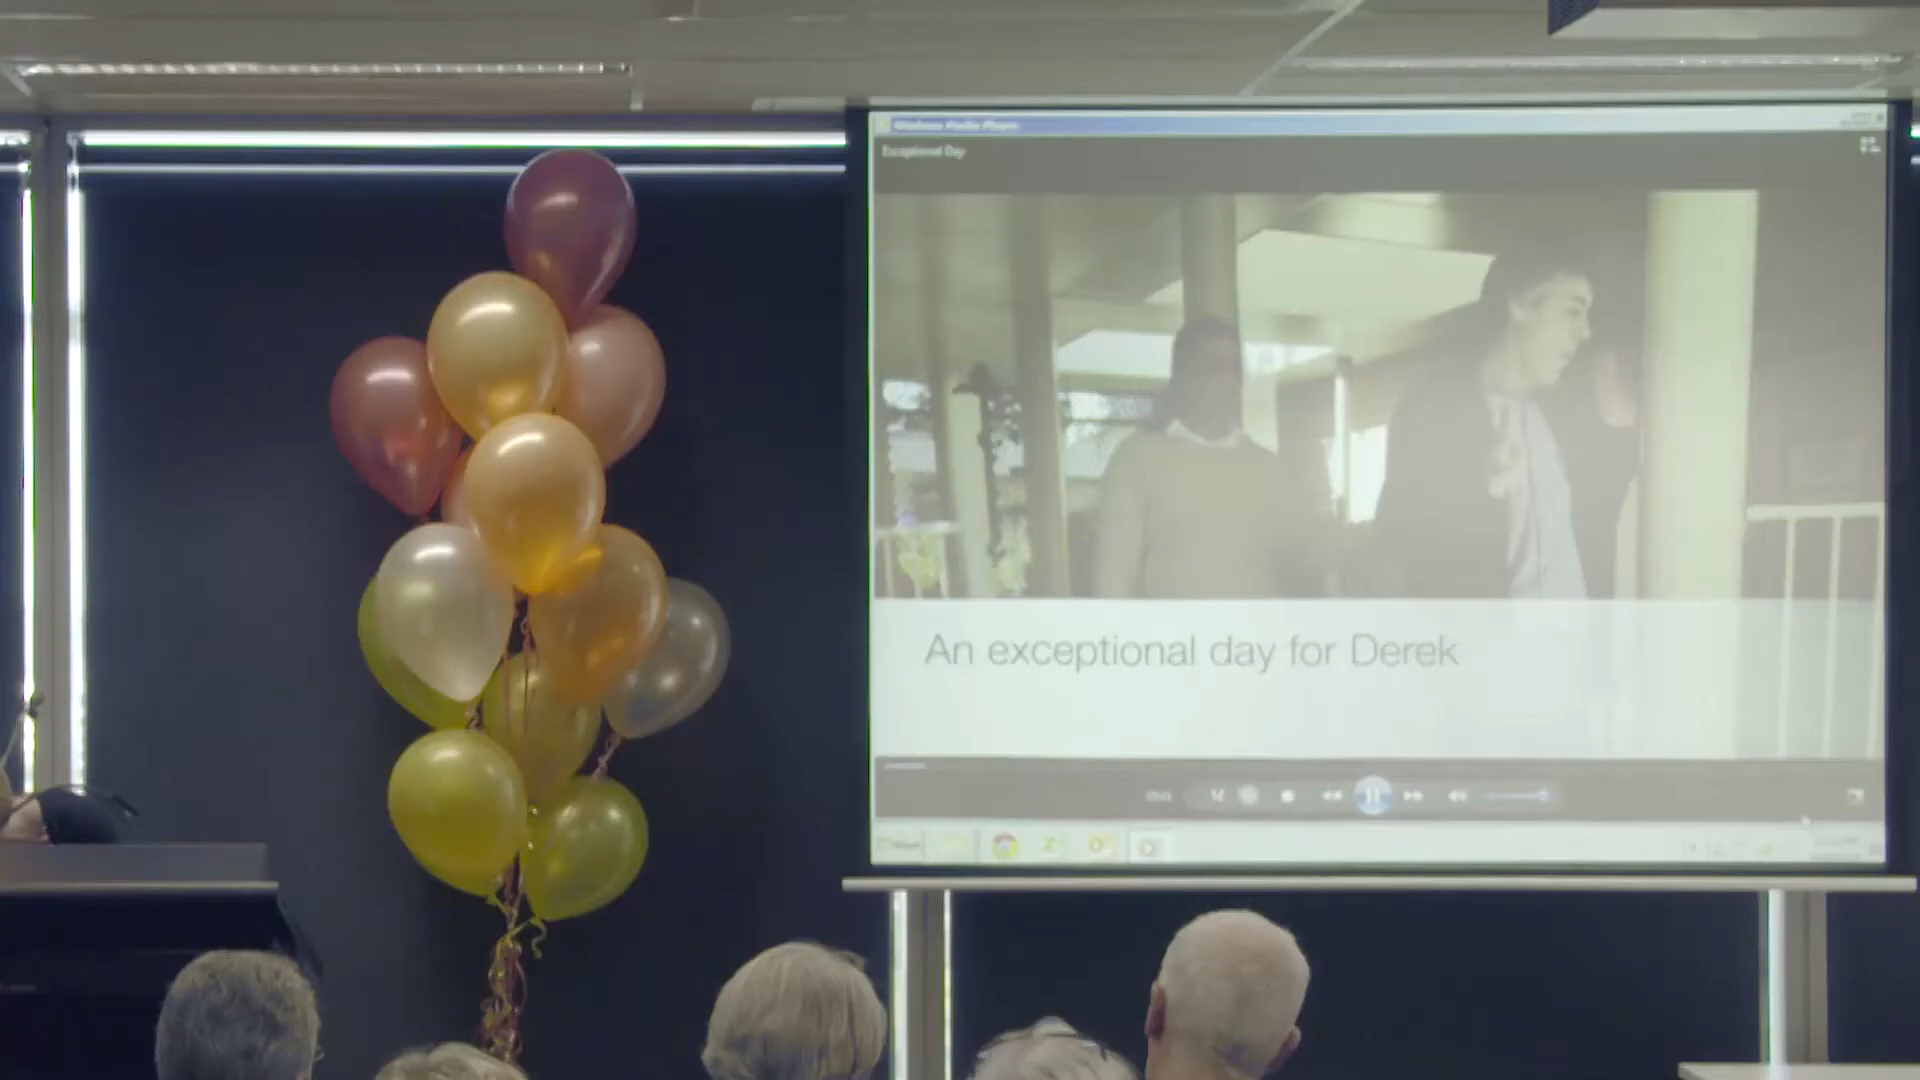 Windows Media Player
Exceptional Day
An exceptional day for Derek